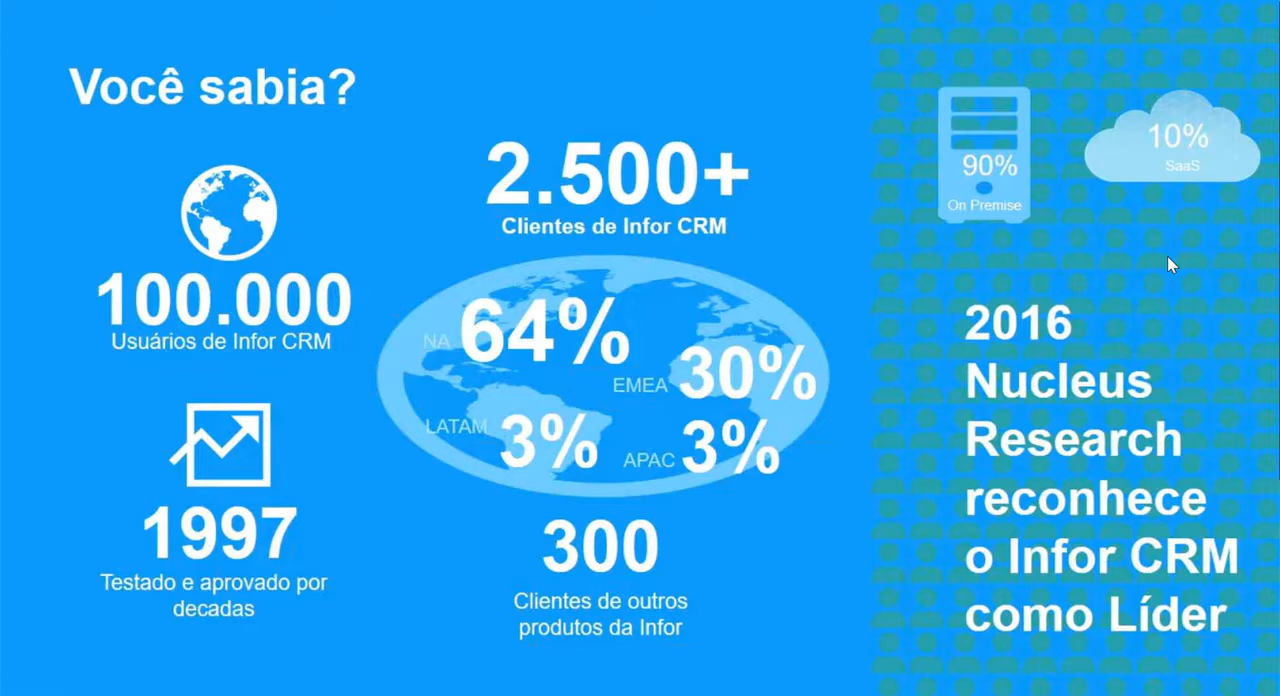 Você sabia?
100.000
Usuários de Infor CRM
1997
Testado e aprovado por
decadas
2.500+
Clientes de Infor CRM
NA 64%
EMEA 30%
LATAM 3%
APAC 3%
300
Clientes de outros
produtos da Infor
90%
On Premise
10%
SaaS
2016
Nucleus
Research
reconhece
o Infor CRM
como Líder